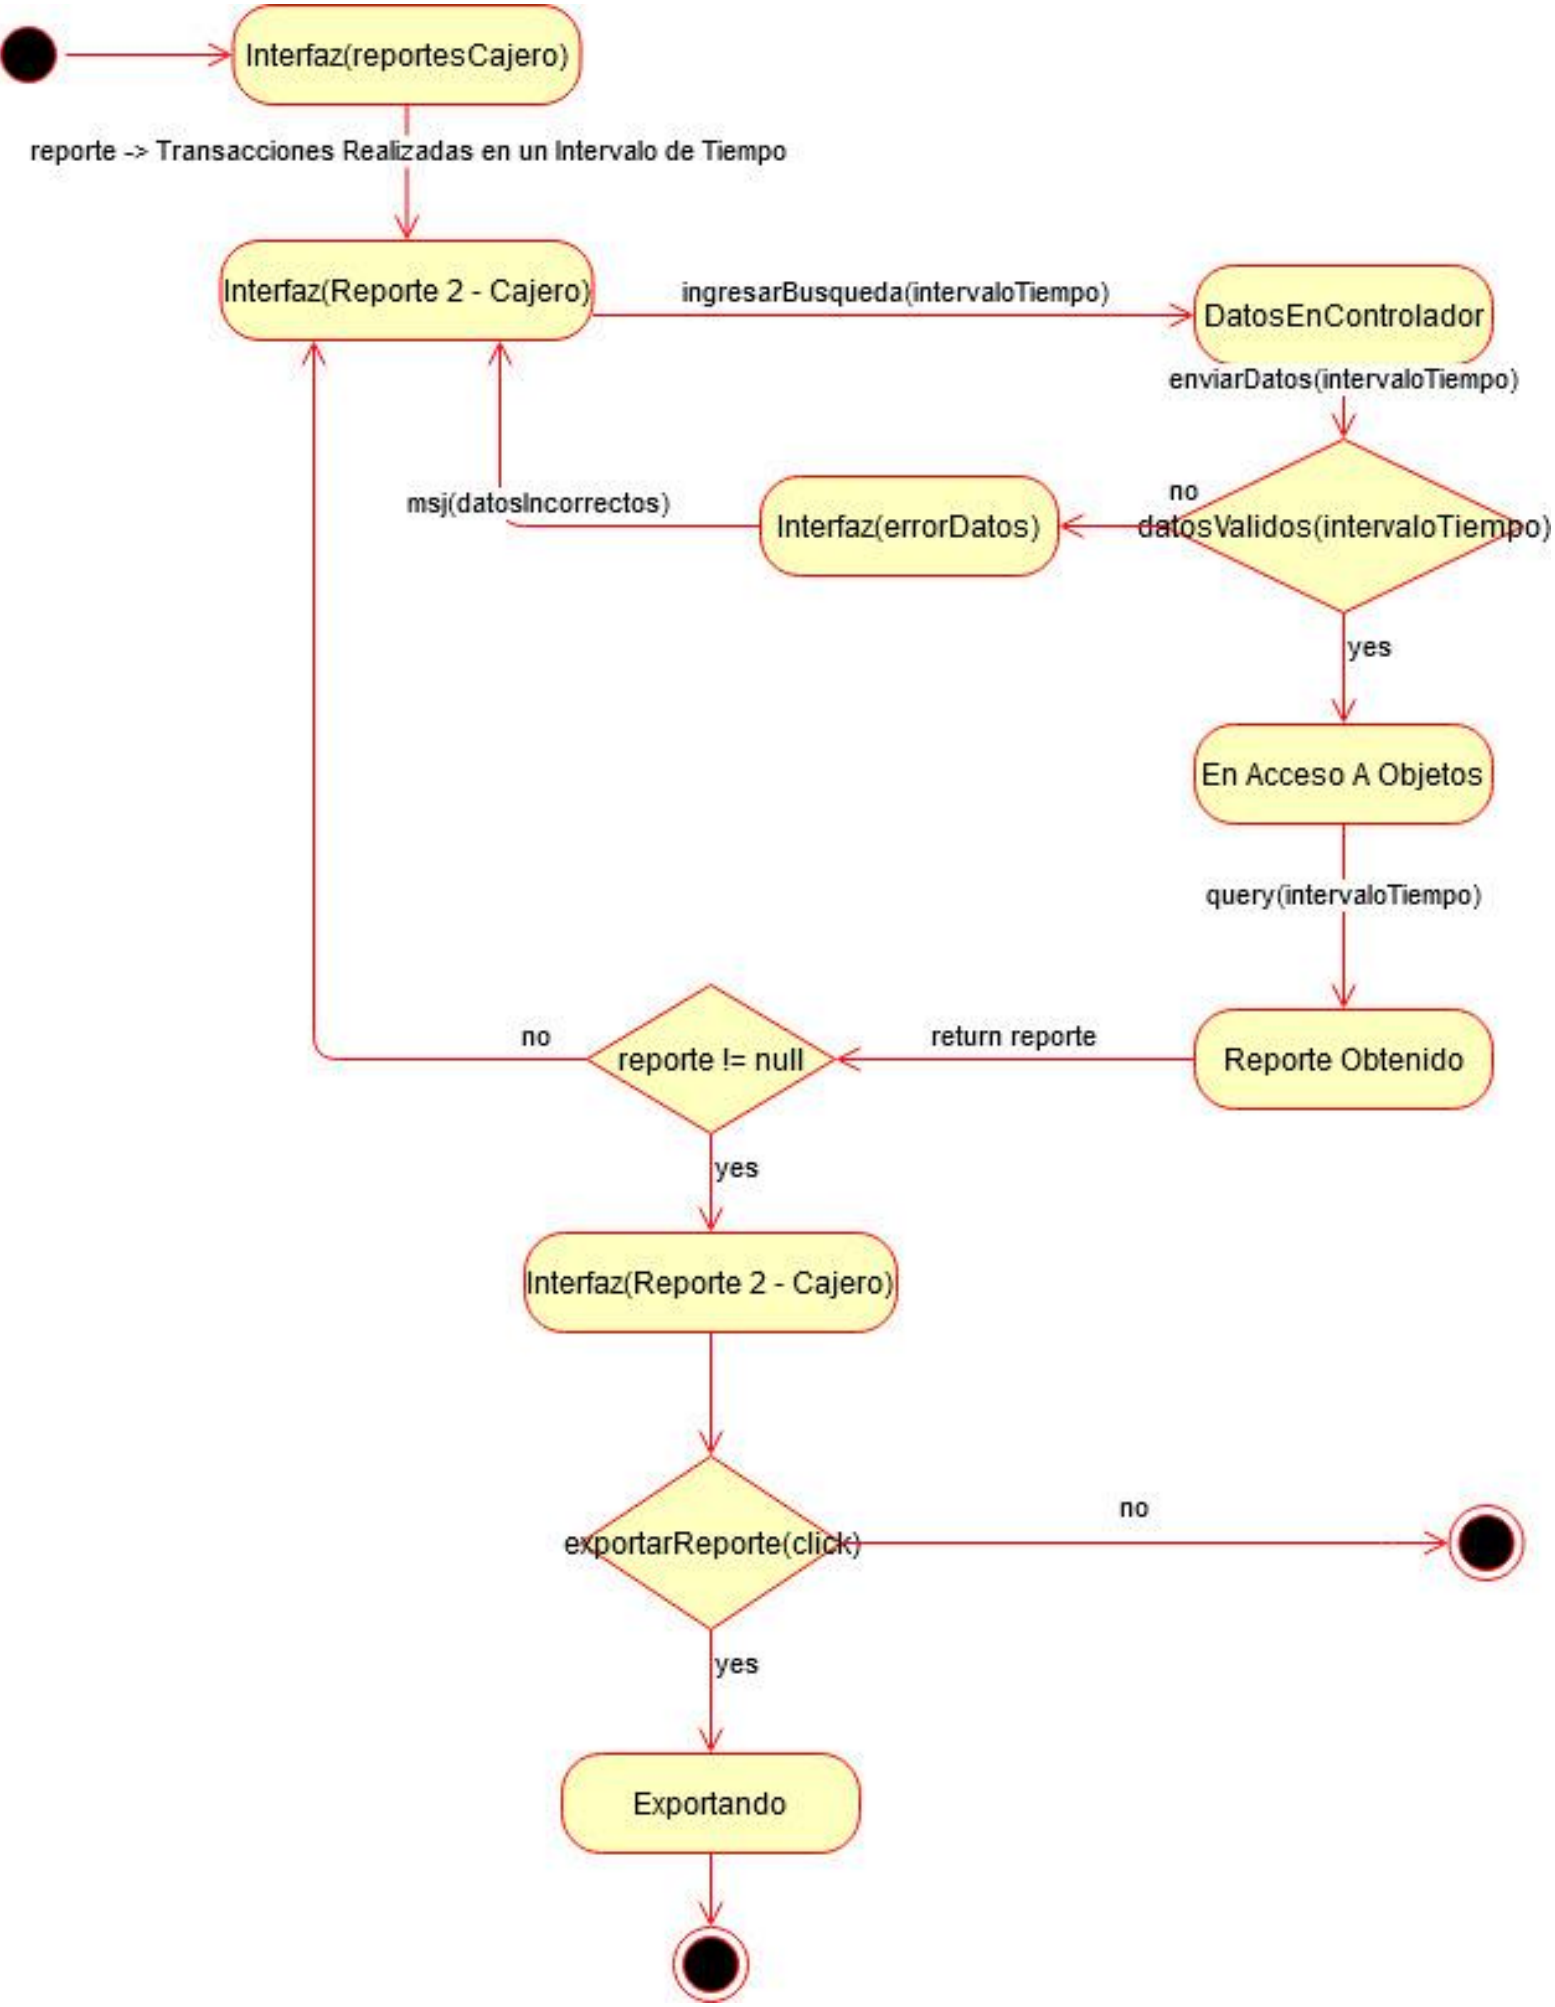 Interfaz(reportesCajero)
reporte -> Transacciones Realizadas en un Intervalo de Tiempo
Interfaz(Reporte 2 - Cajero)
ingresarBusqueda(intervaloTiempo)
DatosEnControlador
enviarDatos(intervaloTiempo)
no
msj(datosIncorrectos)
Interfaz(errorDatos)
datosValidos(intervaloTiempo)
yes
En Acceso A Objetos
query(intervaloTiempo)
no
return reporte
reporte != null
Reporte Obtenido
yes
Interfaz(Reporte 2 - Cajero)
no
exportarReporte(click)
yes
Exportando